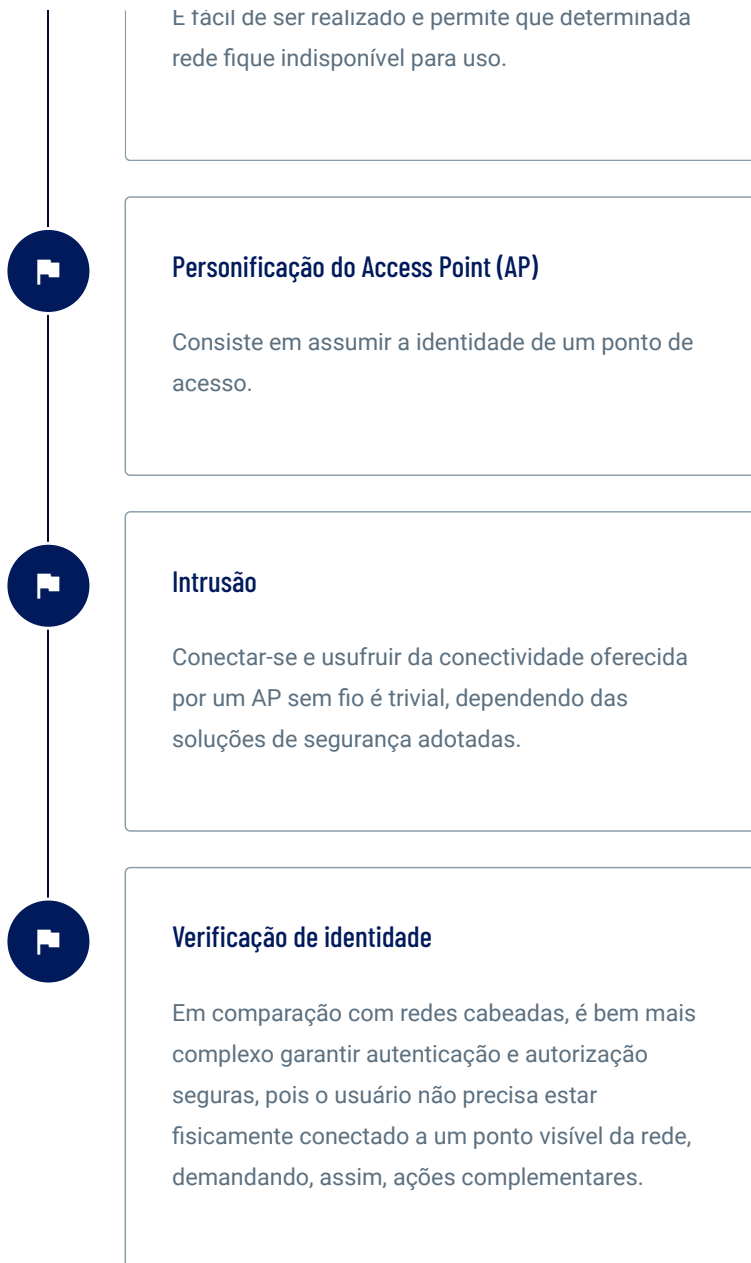 É fácil de ser realizado e permite que determinada
rede fique indisponível para uso.
Personificação do Access Point (AP)
Consiste em assumir a identidade de um ponto de
acesso.
Intrusão
Conectar-se e usufruir da conectividade oferecida
por um AP sem fio é trivial, dependendo das
soluções de segurança adotadas.
Verificação de identidade
Em comparação com redes cabeadas, é bem mais
complexo garantir autenticação e autorização
seguras, pois o usuário não precisa estar
fisicamente conectado a um ponto visível da rede,
demandando, assim, ações complementares.